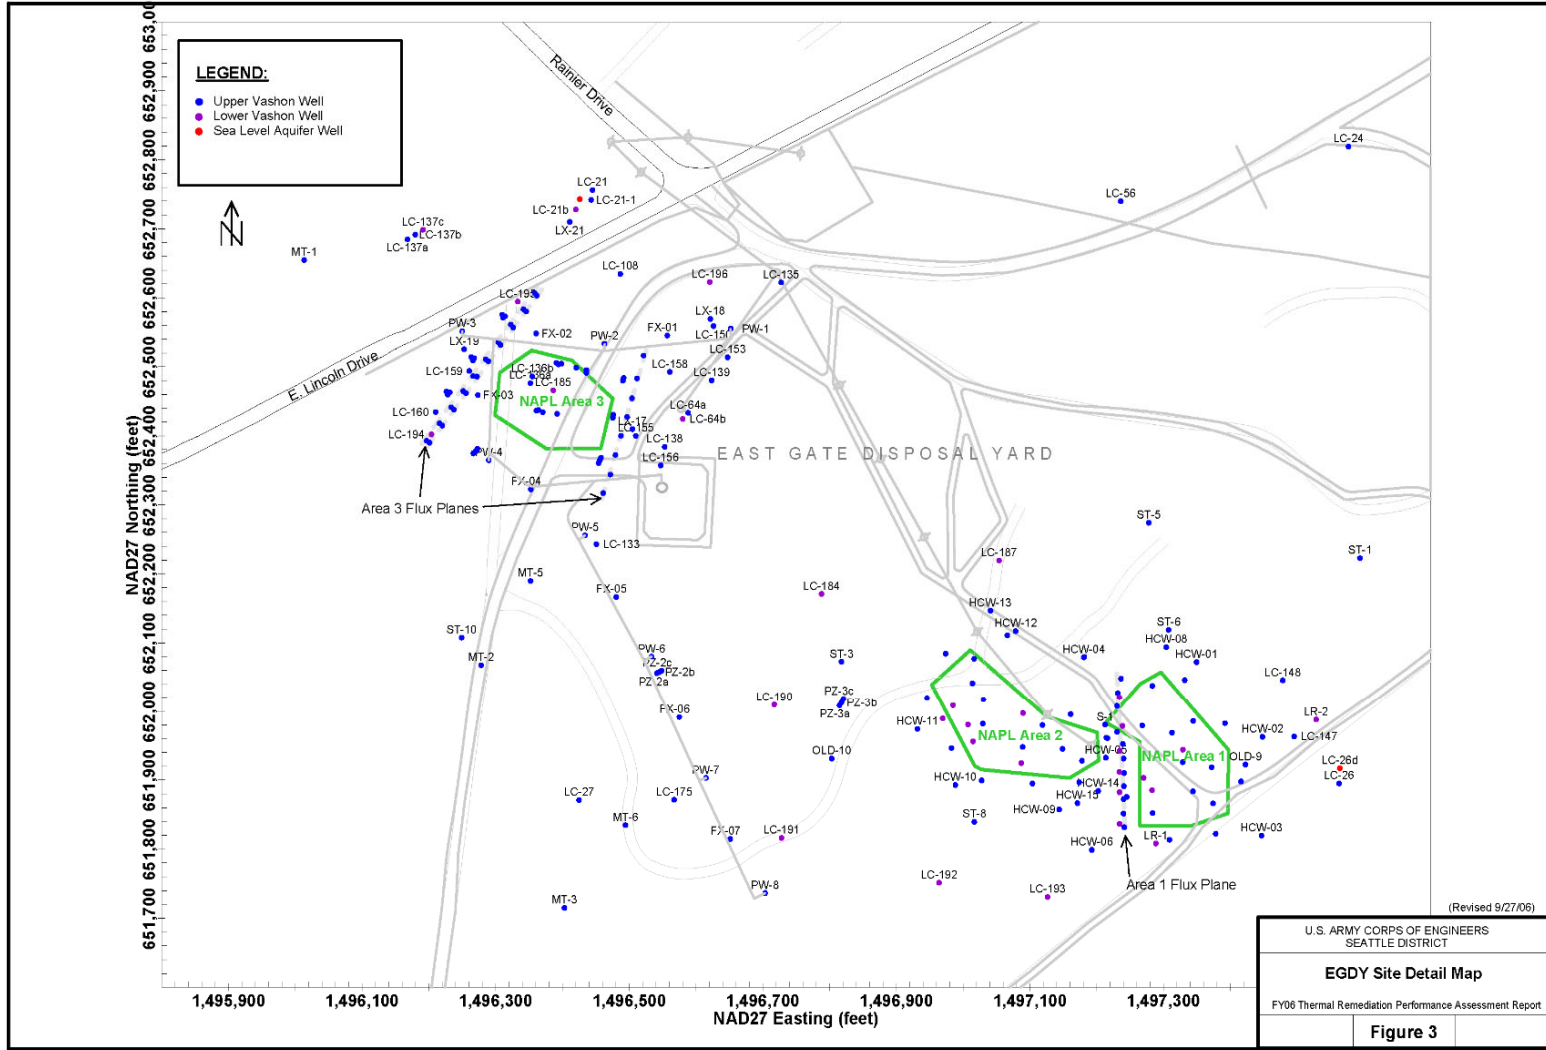 LEGEND:
Upper Vashon Well
Lower Vashon Well
Sea Level Aquifer Well
N
Rainier Drive
E. Lincoln Drive
LC-24
LC-56
LC-21
LC-21-1
LC-21b
LX-21
LC-137c
LC-137b
LC-137a
MT-1
LC-108
LC-196
LC-135
LC-195
PW-3
FX-02
PW-2
FX-01
LX-18
LC-150
PW-1
LC-153
LX-19
LC-159
LC-136b
LC-136a
LC-185
LC-158
LC-139
FX-03
NAPL Area 3
LC-64a
LC-64b
LC-160
LX-17
LC-155
LC-194
LC-138
PW-4
LC-156
EAST GATE DISPOSAL YARD
FX-04
Area 3 Flux Planes
PW-5
LC-133
ST-5
ST-1
LC-187
MT-5
FX-05
LC-184
HCW-13
HCW-12
ST-10
MT-2
PW-6
PZ-2c
PZ-2b
PZ-2a
ST-3
HCW-04
ST-6
HCW-08
HCW-01
LC-148
LC-190
PZ-3c
PZ-3b
PZ-3a
FX-06
HCW-11
S-1
LR-2
NAPL Area 2
HCW-02
LC-147
OLD-10
HCW-05
NAPL Area 1
OLD-9
LC-26d
LC-26
PW-7
HCW-10
HCW-14
HCW-15
HCW-09
LC-27
LC-175
MT-6
FX-07
LC-191
ST-8
HCW-06
LR-1
HCW-03
LC-192
LC-193
Area 1 Flux Plane
MT-3
PW-8
NAD27 Northing (feet)
653,00
652,900
652,800
652,700
652,600
652,500
652,400
652,300
652,200
652,100
652,000
651,900
651,800
651,700
1,495,900
1,496,100
1,496,300
1,496,500
1,496,700
1,496,900
1,497,100
1,497,300
NAD27 Easting (feet)
(Revised 9/27/06)
U.S. ARMY CORPS OF ENGINEERS
SEATTLE DISTRICT
EGDY Site Detail Map
FY06 Thermal Remediation Performance Assessment Report
Figure 3